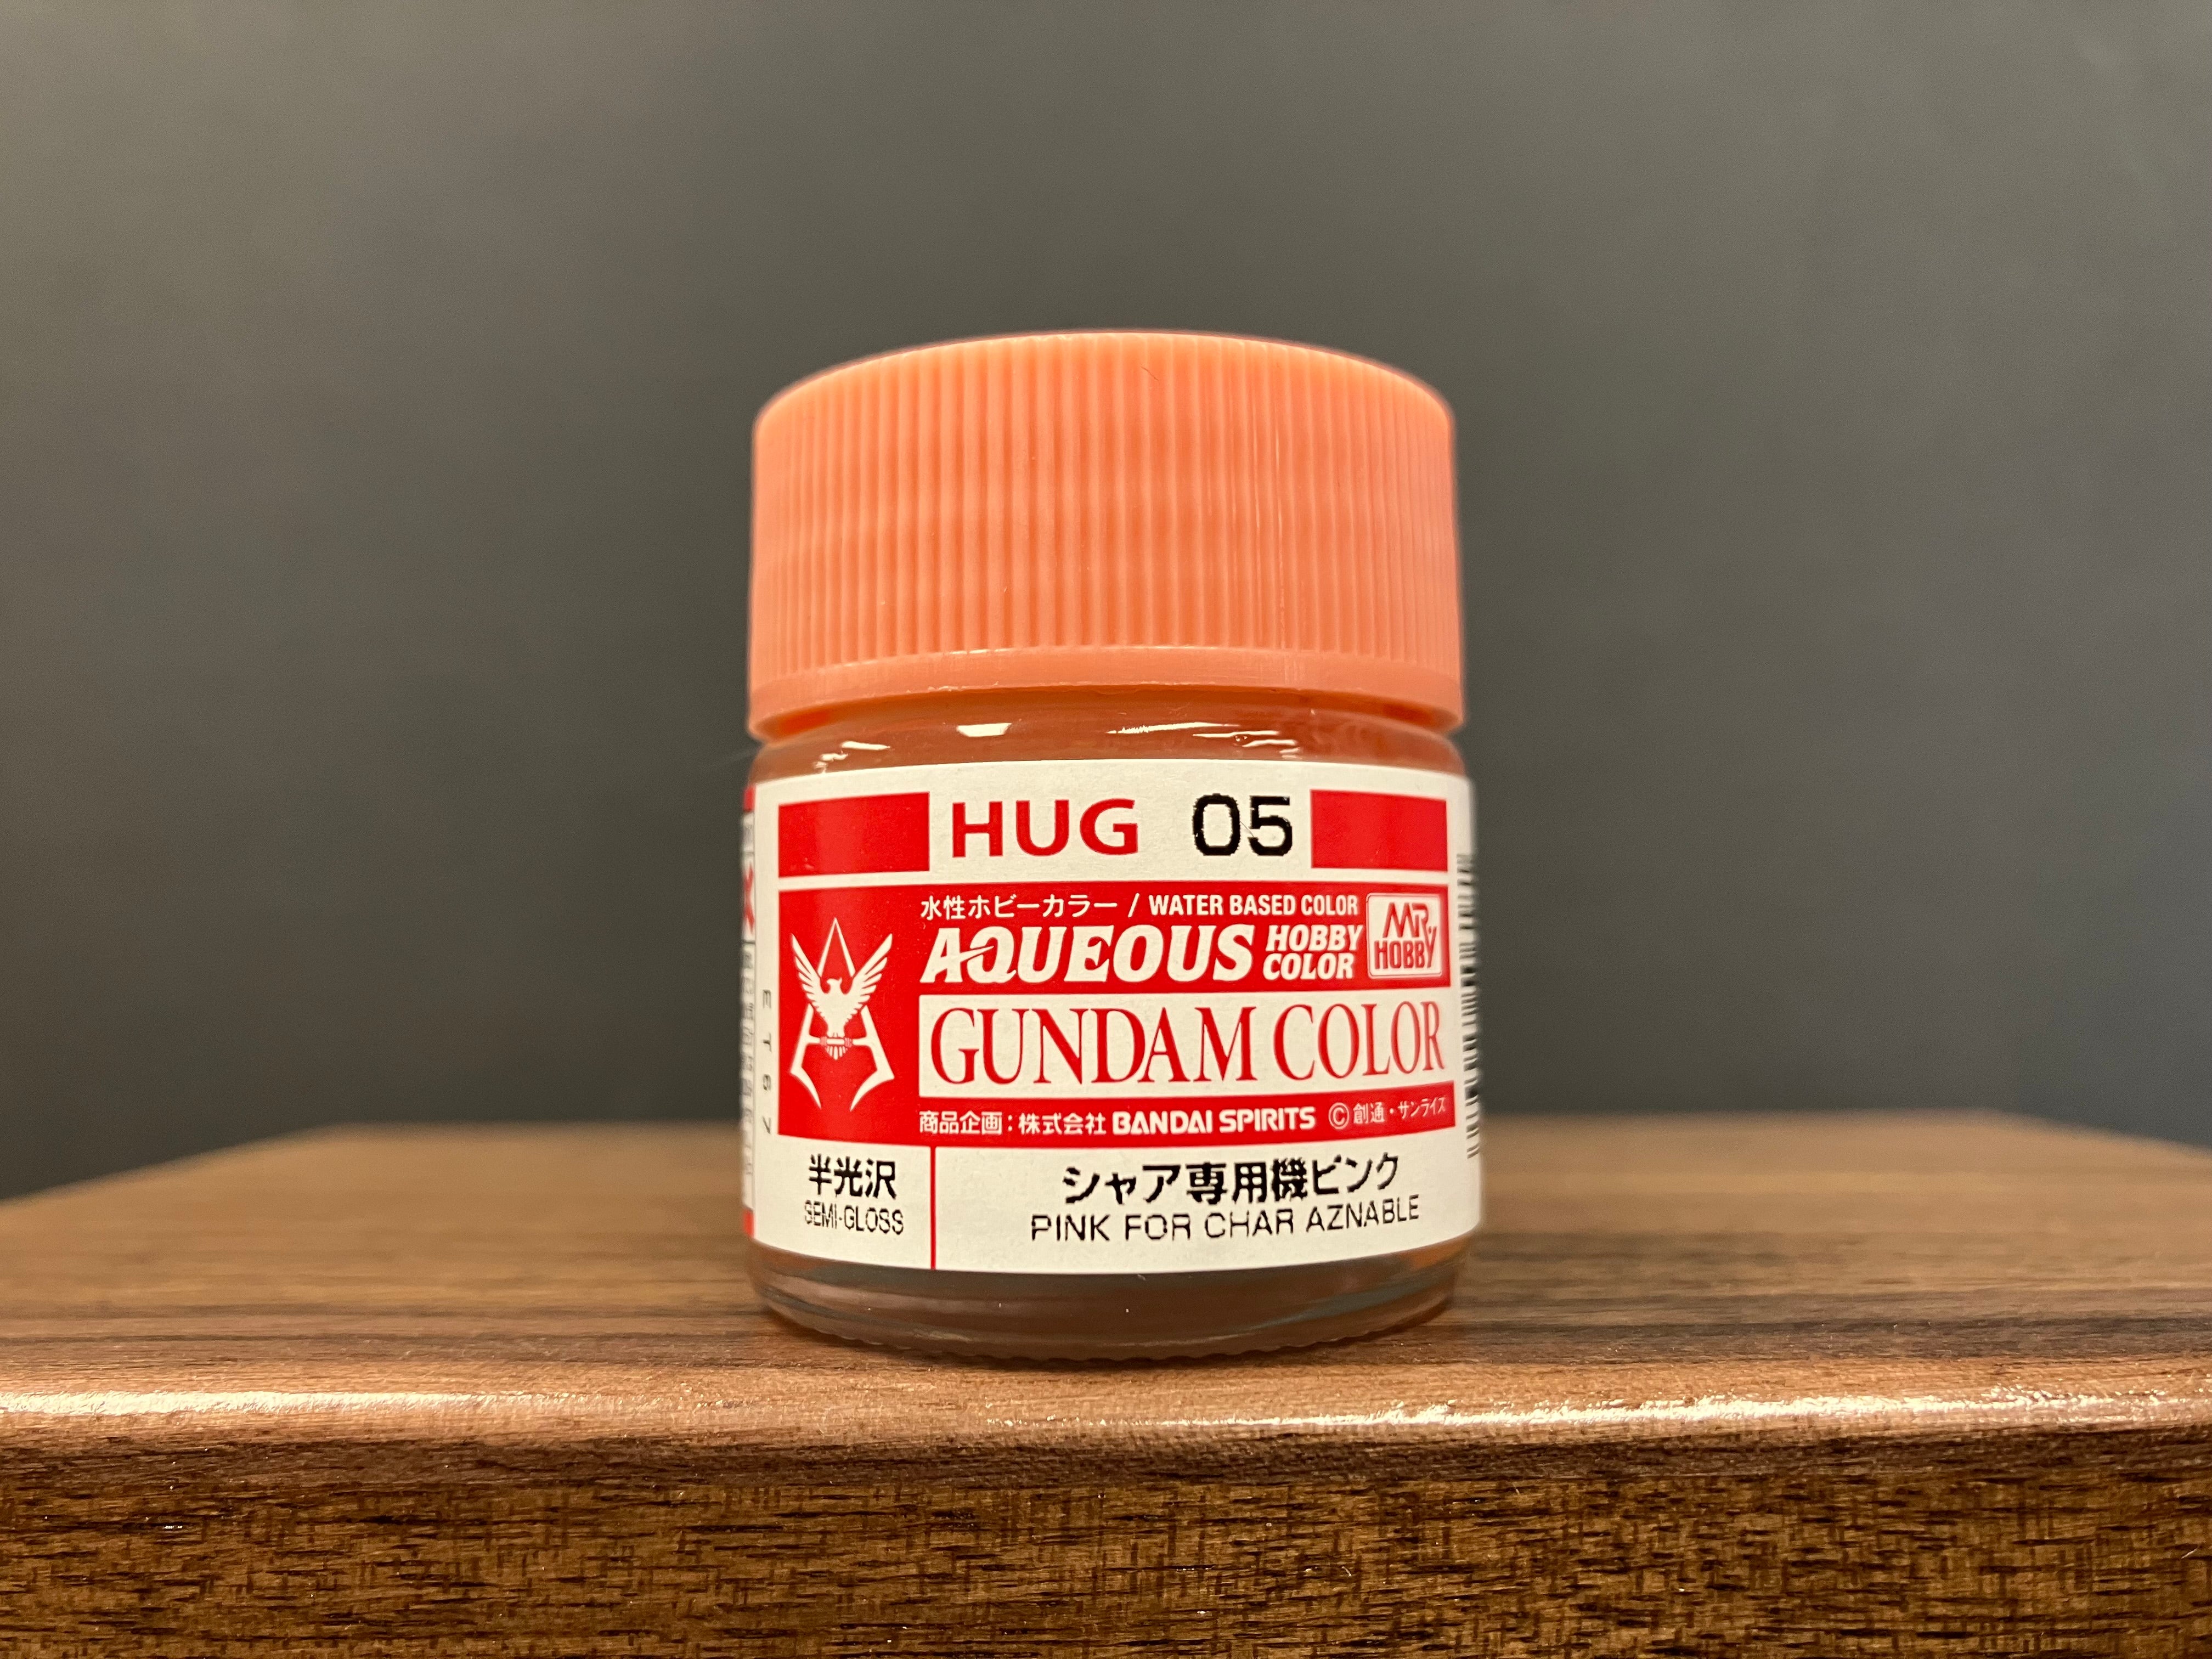 HUG 05
水性ホビーカラー / WATER BASED COLOR
AQUEOUS HOBBY COLOR
MR. HOBBY
GUNDAM COLOR
商品企画：株式会社 BANDAI SPIRITS ©創通・サンライズ
半光沢
SEMI-GLOSS
シャア専用機ピンク
PINK FOR CHAR AZNABLE
ET67